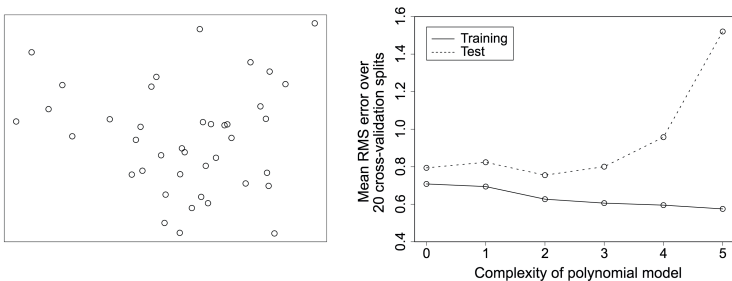 Mean RMS error over
20 cross-validation splits
1.6
1.4
1.2
1.0
0.8
0.6
0.4
Training
Test
0 1 2 3 4 5
Complexity of polynomial model